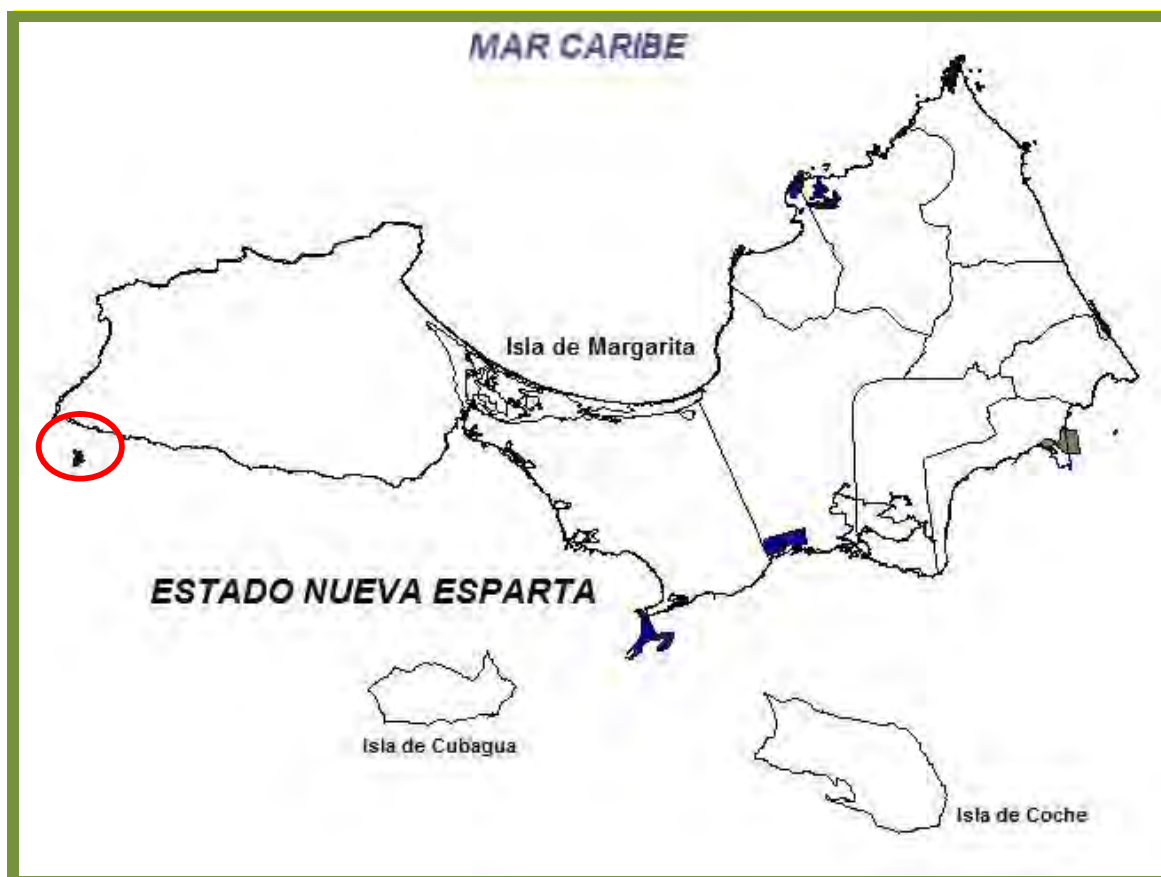 MAR CARIBE
Isla de Margarita
ESTADO NUEVA ESPARTA
Isla de Cubagua
Isla de Coche